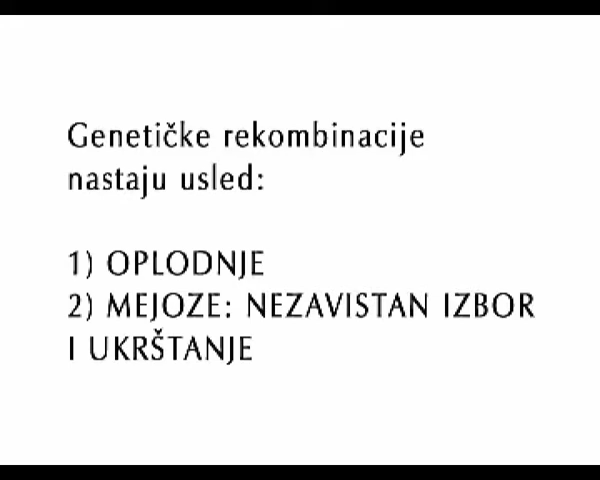 Genetičke rekombinacije
nastaju usled:
1) OPLODNJE
2) MEJOZE: NEZAVISTAN IZBOR
I UKRŠTANJE